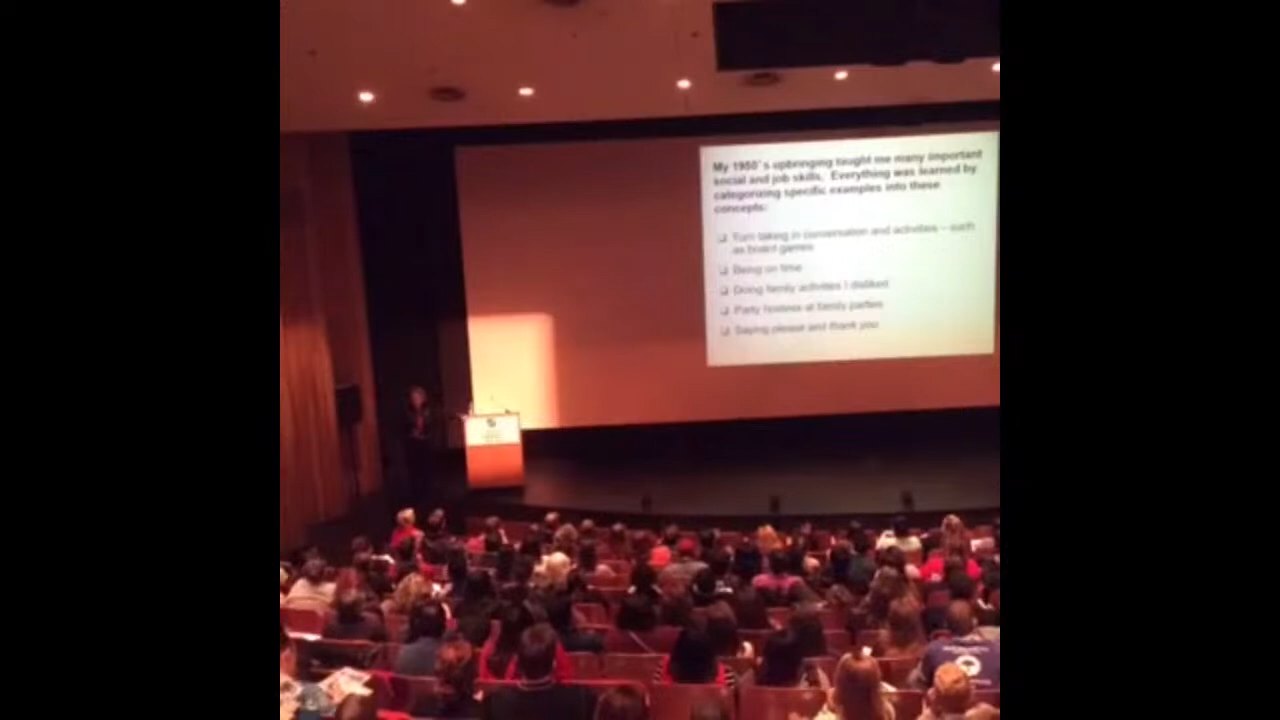 My 1950's upbringing taught me many important
social and job skills. Everything was learned by
categorizing specific examples into these
concepts:
❑ Turn taking in conversation and activities – such
as board games
❑ Being on time
❑ Doing family activities I disliked
❑ Party hostess at family parties
❑ Saying please and thank you